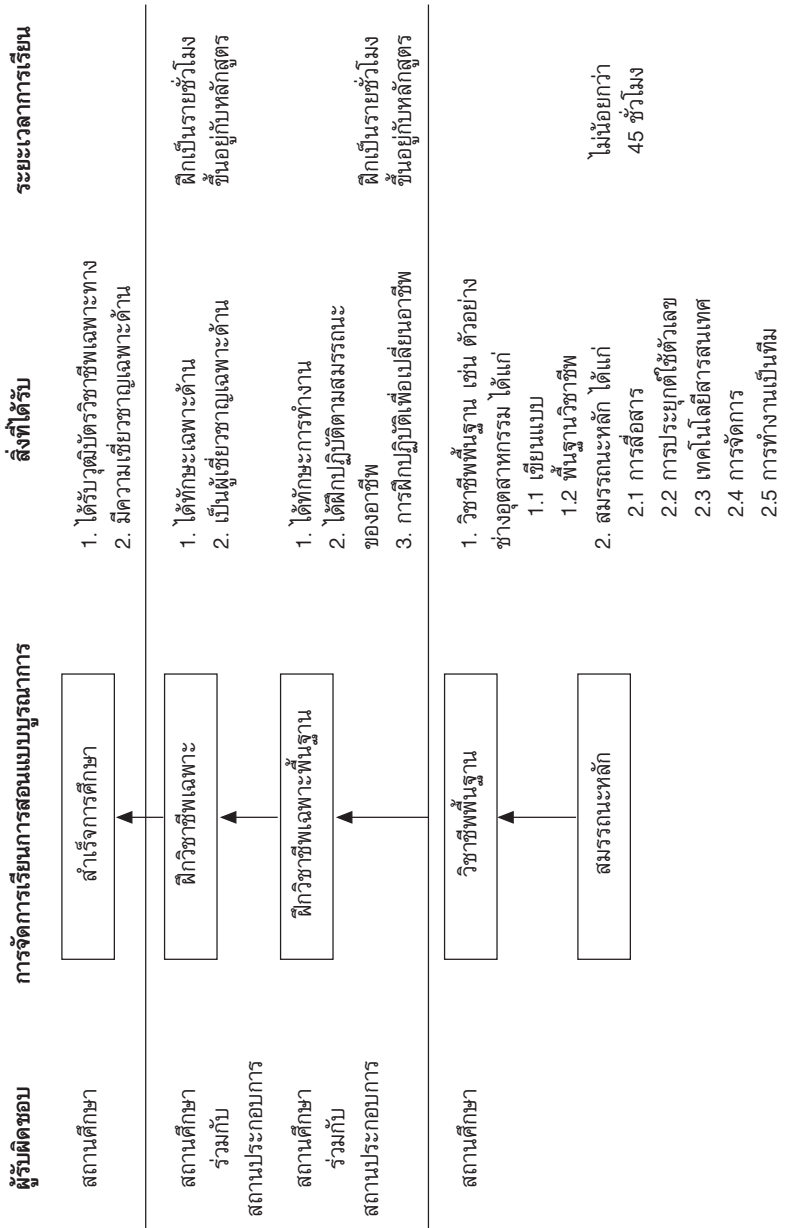 ผู้รับผิดชอบ
การจัดการเรียนการสอนแบบบูรณาการ
สิ่งที่ได้รับ
ระยะเวลาการเรียน
สถานศึกษา
สำเร็จการศึกษา
1. ได้รับวุฒิบัตรวิชาชีพเฉพาะทาง
2. มีความเชี่ยวชาญเฉพาะด้าน
สถานศึกษา
ร่วมกับ
สถานประกอบการ
ฝึกวิชาชีพเฉพาะ
1. ได้ทักษะเฉพาะด้าน
2. เป็นผู้เชี่ยวชาญเฉพาะด้าน
ฝึกเป็นรายชั่วโมง
ขึ้นอยู่กับหลักสูตร
สถานศึกษา
ร่วมกับ
สถานประกอบการ
ฝึกวิชาชีพเฉพาะพื้นฐาน
1. ได้ทักษะการทำงาน
2. ได้ฝึกปฏิบัติตามสมรรถนะ
ของอาชีพ
3. การฝึกปฏิบัติเพื่อเปลี่ยนอาชีพ
ฝึกเป็นรายชั่วโมง
ขึ้นอยู่กับหลักสูตร
สถานศึกษา
วิชาชีพพื้นฐาน
1. วิชาชีพพื้นฐาน เช่น ตัวอย่าง
ช่างอุตสาหกรรม ได้แก่
1.1 เขียนแบบ
1.2 พื้นฐานวิชาชีพ
สมรรถนะหลัก
2. สมรรถนะหลัก ได้แก่
2.1 การสื่อสาร
2.2 การประยุกต์ใช้ตัวเลข
2.3 เทคโนโลยีสารสนเทศ
2.4 การจัดการ
2.5 การทำงานเป็นทีม
ไม่น้อยกว่า
45 ชั่วโมง